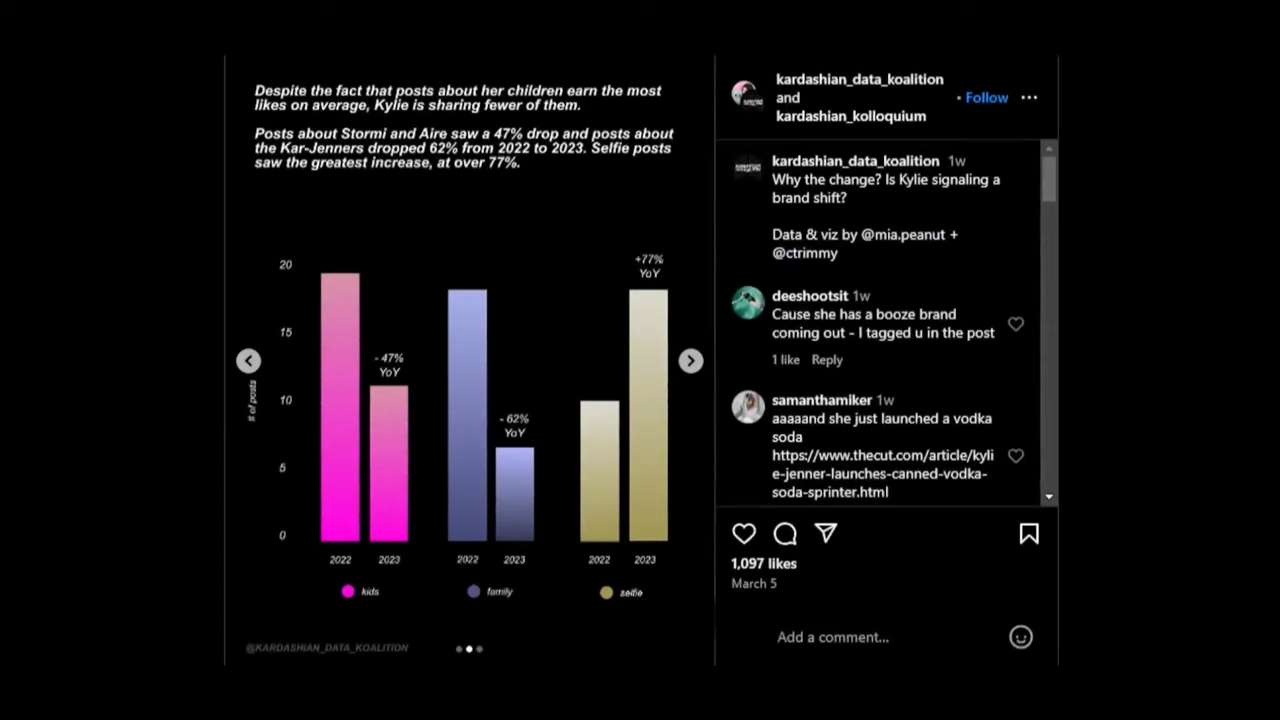 Despite the fact that posts about her children earn the most
likes on average, Kylie is sharing fewer of them.
Posts about Stormi and Aire saw a 47% drop and posts about
the Kar-Jenners dropped 62% from 2022 to 2023. Selfie posts
saw the greatest increase, at over 77%.
20
15
10
5
0
# of posts
- 47%
YoY
- 62%
YoY
+77%
YoY
2022
2023
2022
2023
2022
2023
kids
family
selfie
@KARDASHIAN_DATA_KOALITION
kardashian_data_koalition
and
kardashian_kolloquium
• Follow
kardashian_data_koalition 1w
Why the change? Is Kylie signaling a
brand shift?
Data & viz by @mia.peanut +
@ctrimmy
deeshootsit 1w
Cause she has a booze brand
coming out - I tagged u in the post
1 like Reply
samanthamiker 1w
aaaaand she just launched a vodka
soda
https://www.thecut.com/article/kyli
e-jenner-launches-canned-vodka-
soda-sprinter.html
1,097 likes
March 5
Add a comment...